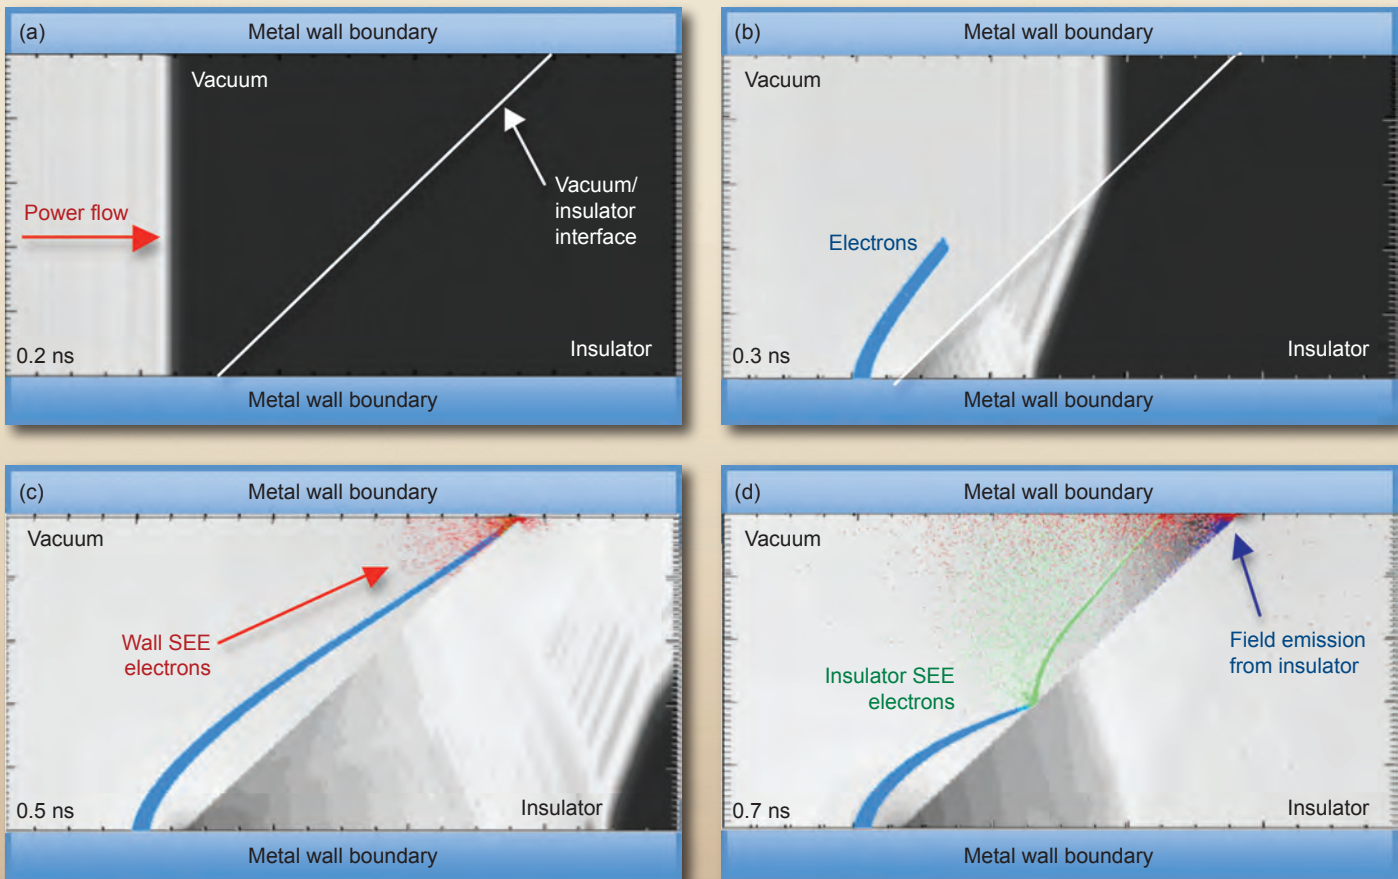 (a)
Metal wall boundary
Vacuum
Power flow
Vacuum/
insulator
interface
0.2 ns
Insulator
Metal wall boundary
(b)
Metal wall boundary
Vacuum
Electrons
0.3 ns
Insulator
Metal wall boundary
(c)
Metal wall boundary
Vacuum
Wall SEE
electrons
0.5 ns
Insulator
Metal wall boundary
(d)
Metal wall boundary
Vacuum
Insulator SEE
electrons
Field emission
from insulator
0.7 ns
Insulator
Metal wall boundary